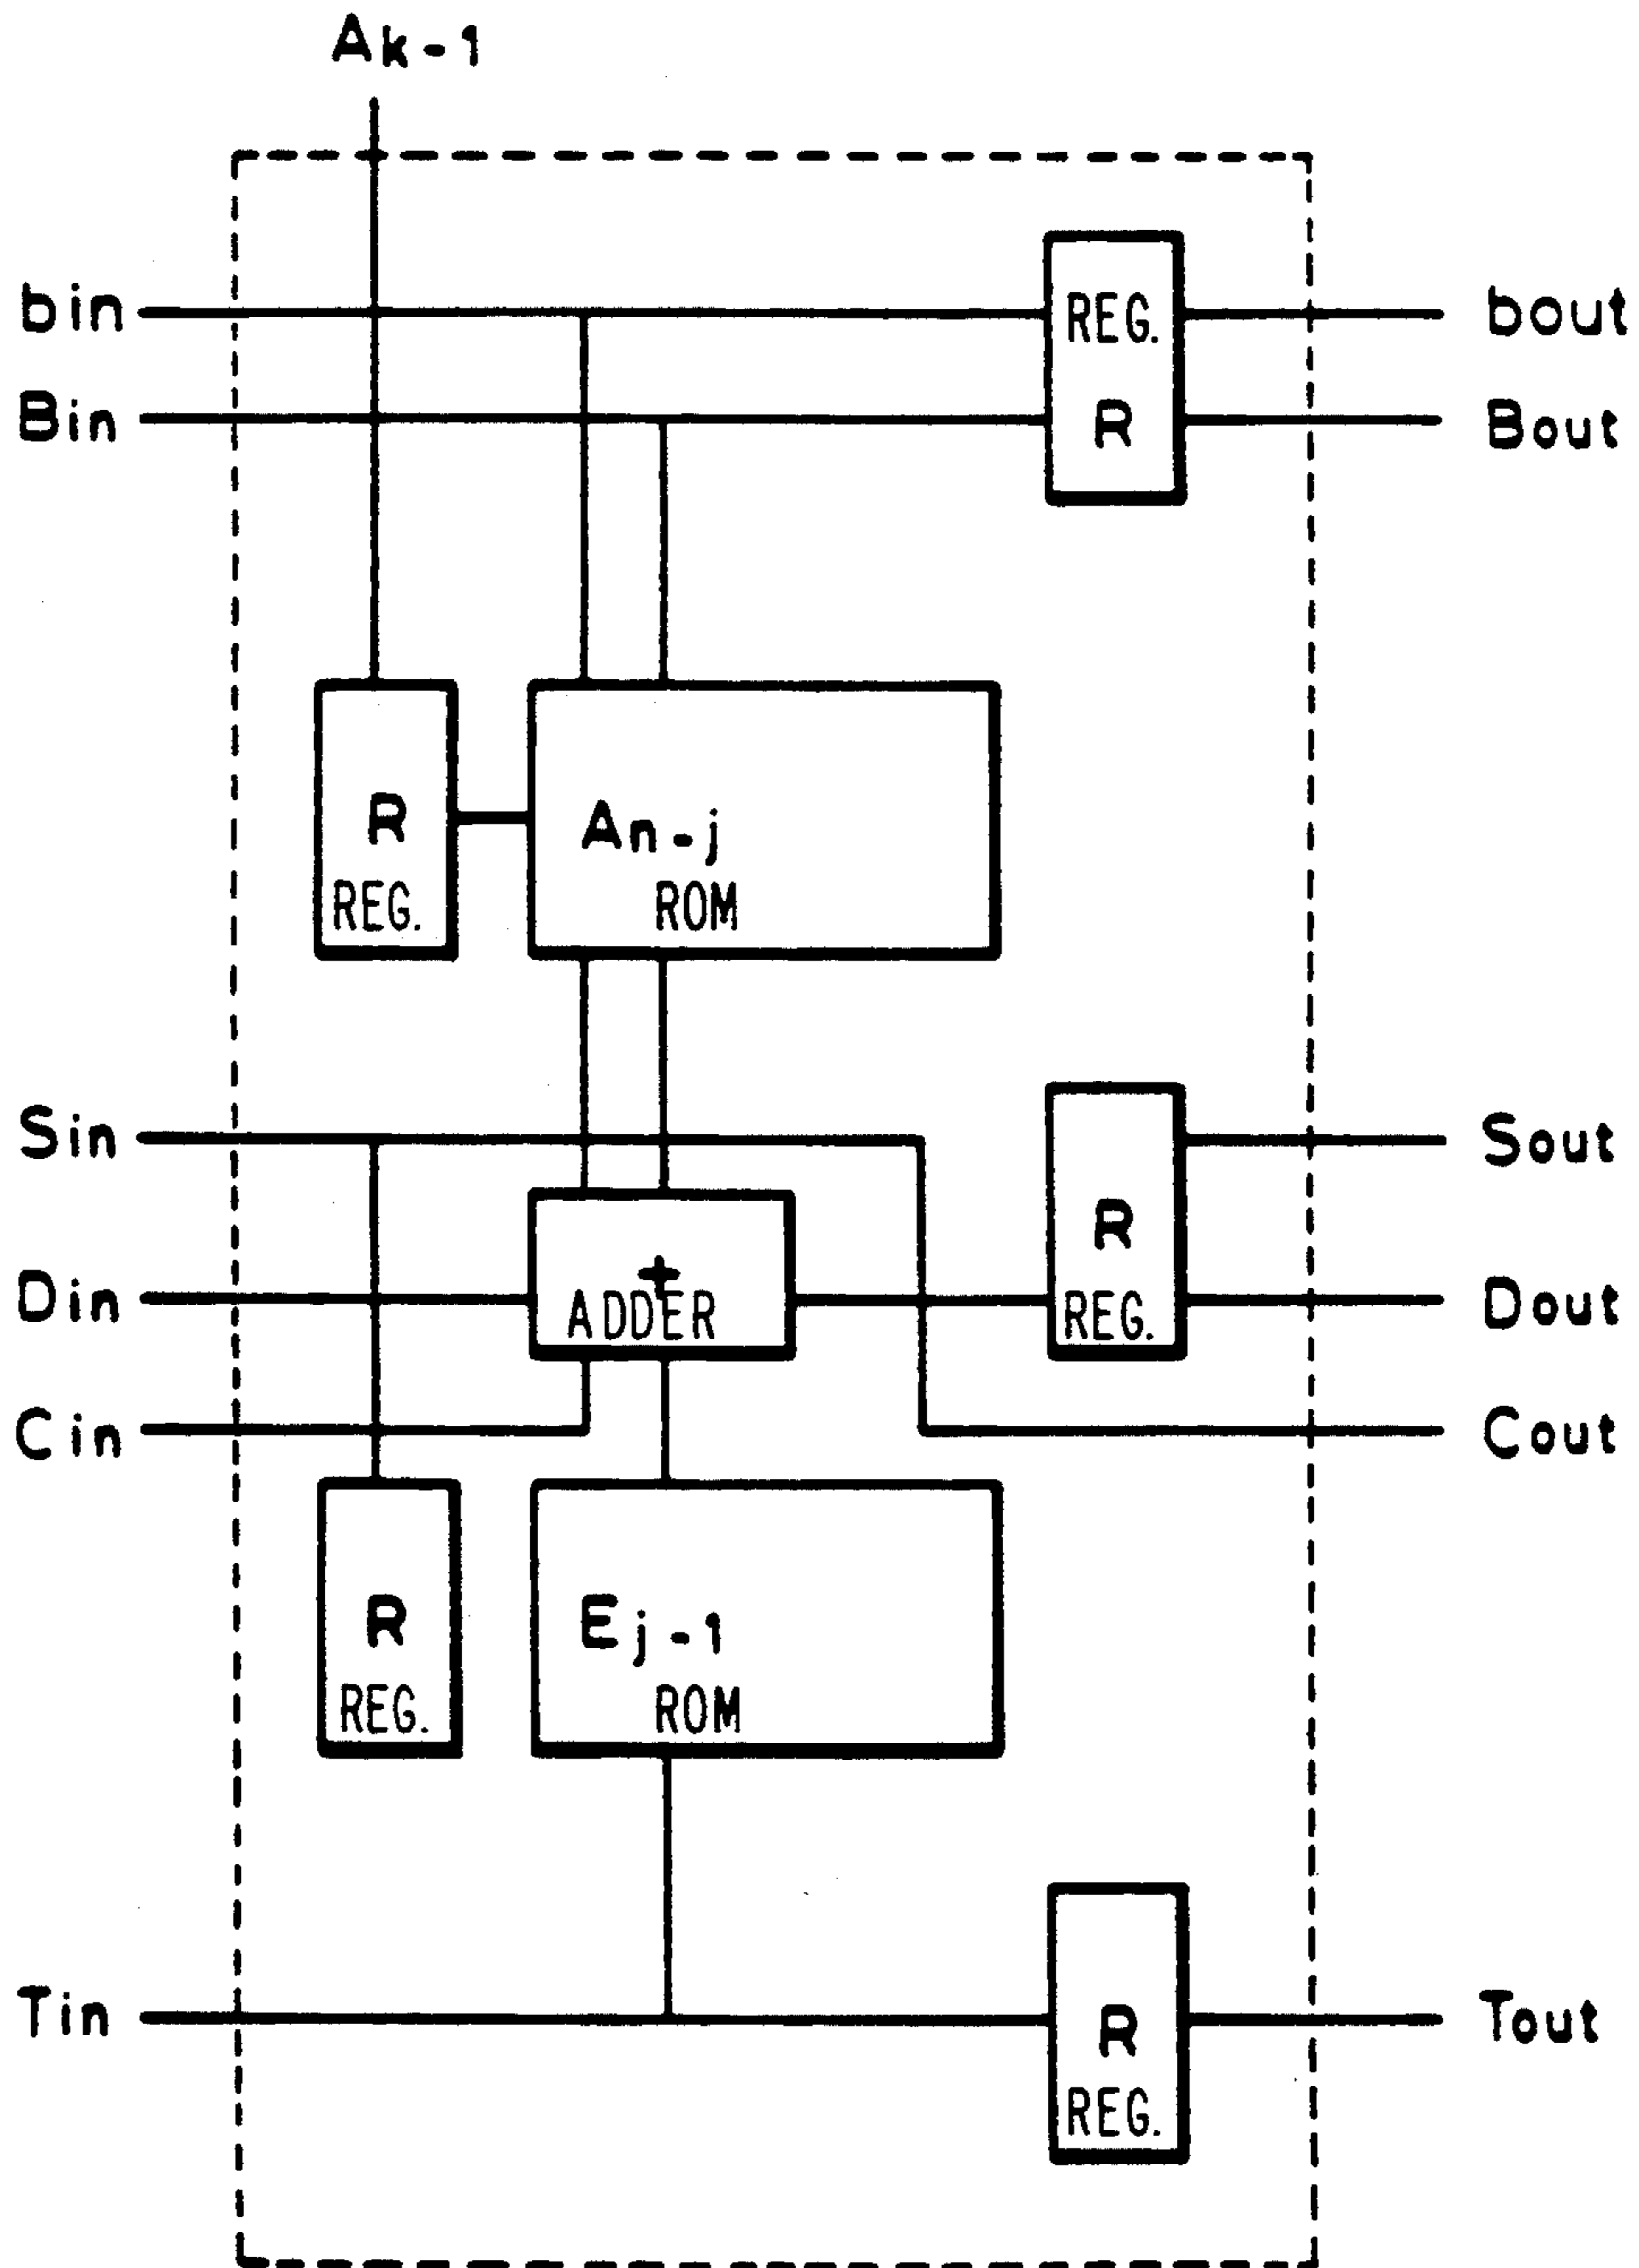 Ak-1
bin
REG.
bout
Bin
R
Bout
R
REG.
An-j
ROM
Sin
Sout
R
Din
+
ADDER
REG.
Dout
Cin
Cout
R
REG.
Ej-1
ROM
Tin
R
REG.
Tout